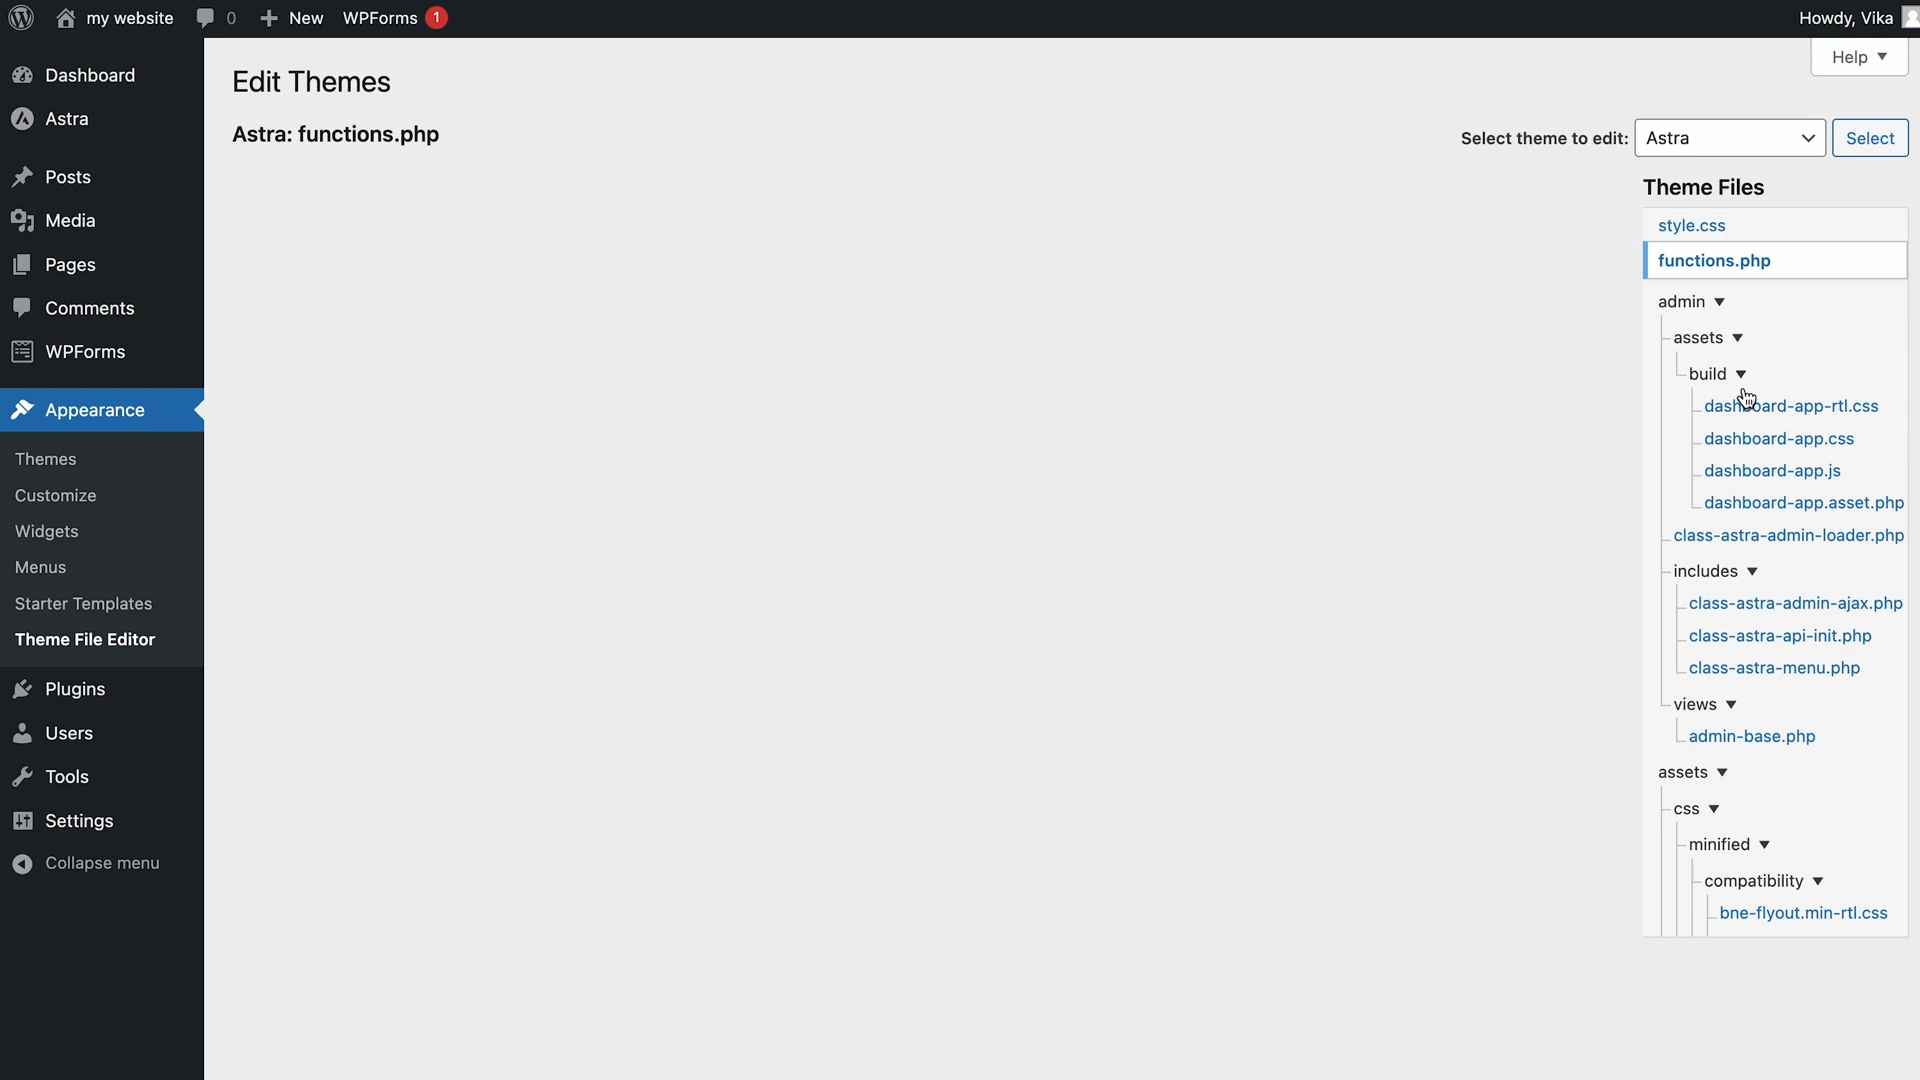 my website
0
New
WPForms 1
Howdy, Vika
Dashboard
Astra
Posts
Media
Pages
Comments
WPForms
Appearance
Themes
Customize
Widgets
Menus
Starter Templates
Theme File Editor
Plugins
Users
Tools
Settings
Collapse menu
Help
Edit Themes
Astra: functions.php
Select theme to edit: Astra Select
Theme Files
style.css
functions.php
admin
assets
build
dashboard-app-rtl.css
dashboard-app.css
dashboard-app.js
dashboard-app.asset.php
class-astra-admin-loader.php
includes
class-astra-admin-ajax.php
class-astra-api-init.php
class-astra-menu.php
views
admin-base.php
assets
css
minified
compatibility
bne-flyout.min-rtl.css